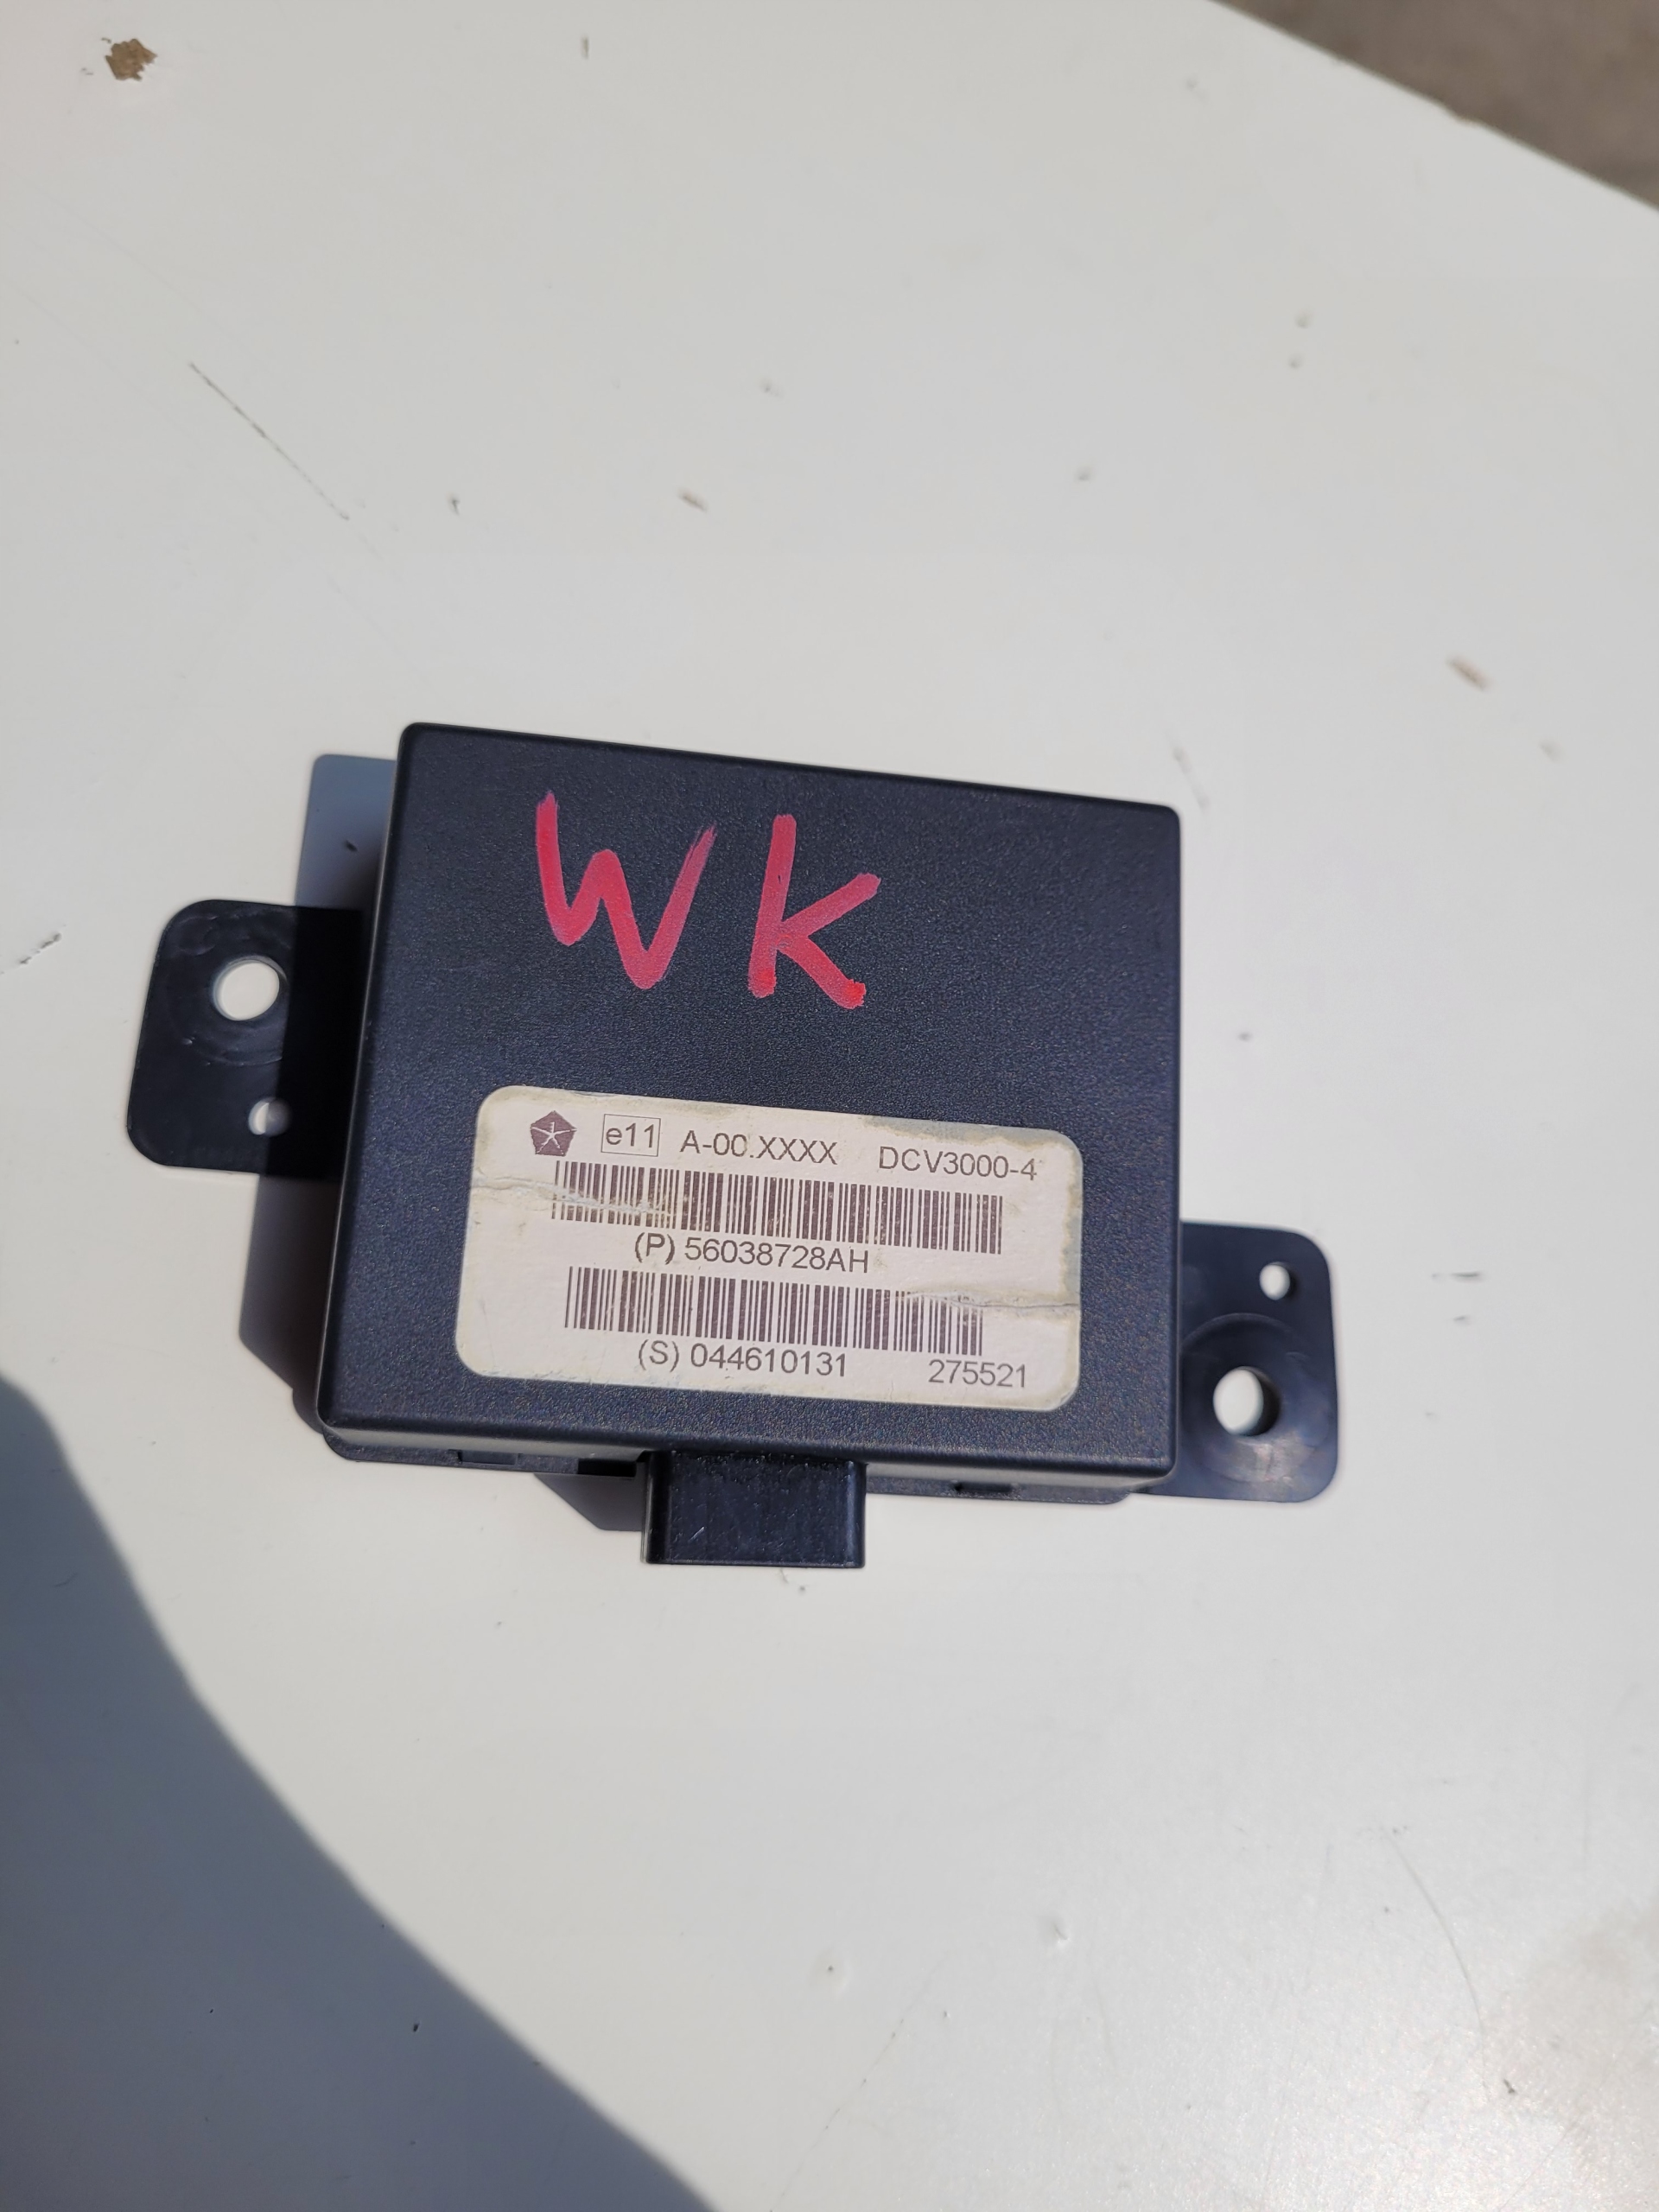 WK
e11 A-00.XXXX DCV3000-4
(P) 56038728AH
(S) 044610131 275521